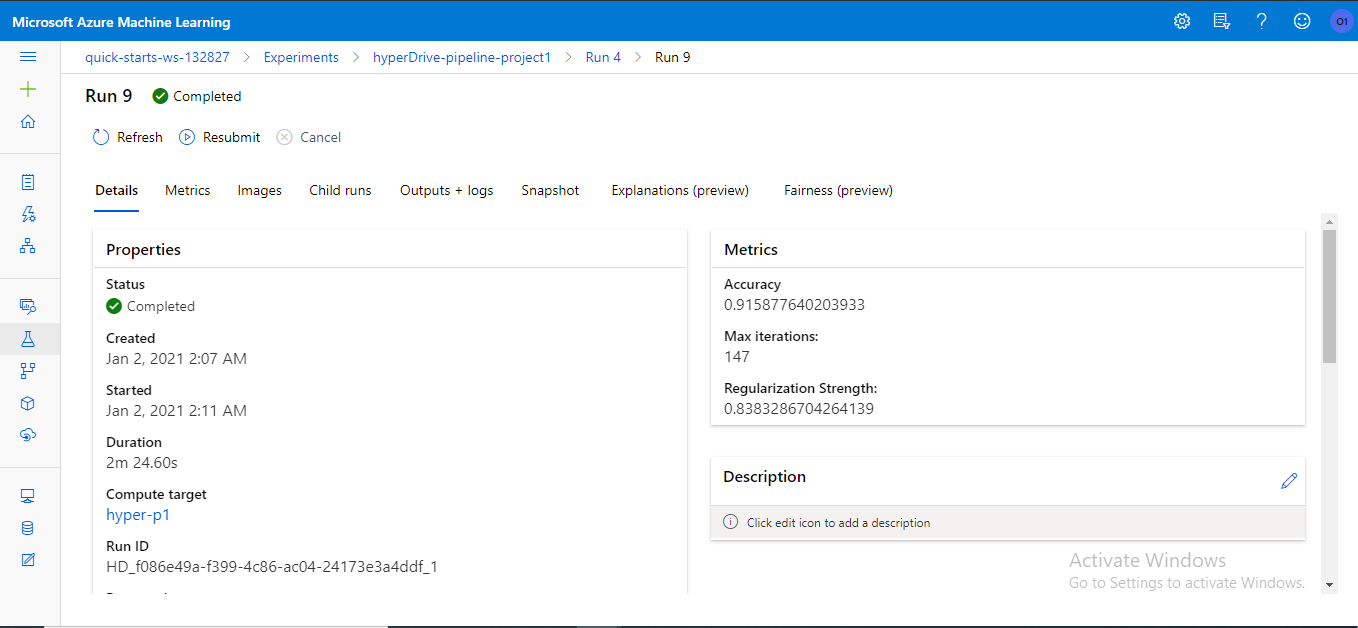 Microsoft Azure Machine Learning
O1
quick-starts-ws-132827 > Experiments > hyperDrive-pipeline-project1 > Run 4 > Run 9
Run 9 Completed
Refresh Resubmit Cancel
Details Metrics Images Child runs Outputs + logs Snapshot Explanations (preview) Fairness (preview)
Properties
Status
Completed
Created
Jan 2, 2021 2:07 AM
Started
Jan 2, 2021 2:11 AM
Duration
2m 24.60s
Compute target
hyper-p1
Run ID
HD_f086e49a-f399-4c86-ac04-24173e3a4ddf_1
Metrics
Accuracy
0.915877640203933
Max iterations:
147
Regularization Strength:
0.8383286704264139
Description
Click edit icon to add a description
Activate Windows
Go to Settings to activate Windows.